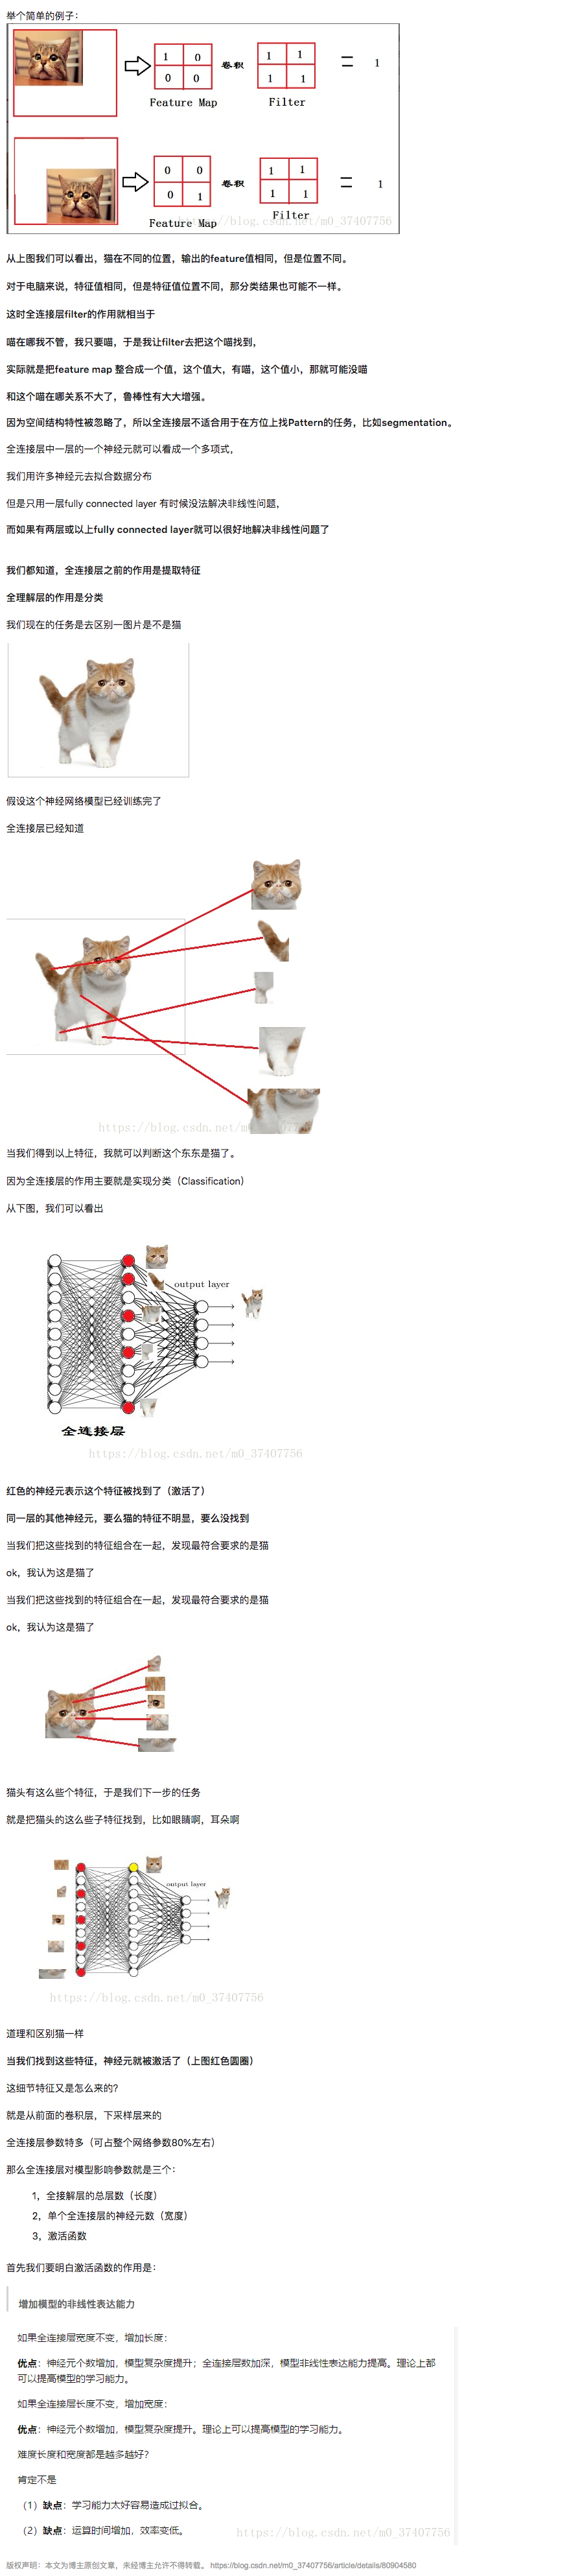 举个简单的例子：
1 0
0 0
Feature Map
卷积
1 1
1 1
Filter
= 1
0 0
0 1
Feature Map
卷积
1 1
1 1
Filter
= 1
https://blog.csdn.net/m0_37407756
从上图我们可以看出，猫在不同的位置，输出的feature值相同，但是位置不同。
对于电脑来说，特征值相同，但是特征值位置不同，那分类结果也可能不一样。
这时全连接层filter的作用就相当于
喵在哪我不管，我只要喵，于是我让filter去把这个喵找到，
实际就是把feature map 整合成一个值，这个值大，有喵，这个值小，那就可能没喵
和这个喵在哪关系不大了，鲁棒性有大大增强。
因为空间结构特性被忽略了，所以全连接层不适合用于在方位上找Pattern的任务，比如segmentation。
全连接层中一层的一个神经元就可以看成一个多项式，
我们用许多神经元去拟合数据分布
但是只用一层fully connected layer 有时候没法解决非线性问题，
而如果有两层或以上fully connected layer就可以很好地解决非线性问题了
我们都知道，全连接层之前的作用是提取特征
全理解层的作用是分类
我们现在的任务是去区别一图片是不是猫
假设这个神经网络模型已经训练完了
全连接层已经知道
https://blog.csdn.net/m0_37407756
当我们得到以上特征，我就可以判断这个东东是猫了。
因为全连接层的作用主要就是实现分类（Classification）
从下图，我们可以看出
output layer
全连接层
https://blog.csdn.net/m0_37407756
红色的神经元表示这个特征被找到了（激活了）
同一层的其他神经元，要么猫的特征不明显，要么没找到
当我们把这些找到的特征组合在一起，发现最符合要求的是猫
ok，我认为这是猫了
当我们把这些找到的特征组合在一起，发现最符合要求的是猫
ok，我认为这是猫了
猫头有这么些个特征，于是我们下一步的任务
就是把猫头的这么些子特征找到，比如眼睛啊，耳朵啊
output layer
https://blog.csdn.net/m0_37407756
道理和区别猫一样
当我们找到这些特征，神经元就被激活了（上图红色圆圈）
这细节特征又是怎么来的？
就是从前面的卷积层，下采样层来的
全连接层参数特多（可占整个网络参数80%左右）
那么全连接层对模型影响参数就是三个：
1，全接解层的总层数（长度）
2，单个全连接层的神经元数（宽度）
3，激活函数
首先我们要明白激活函数的作用是：
增加模型的非线性表达能力
如果全连接层宽度不变，增加长度：
优点：神经元个数增加，模型复杂度提升；全连接层数加深，模型非线性表达能力提高。理论上都
可以提高模型的学习能力。
如果全连接层长度不变，增加宽度：
优点：神经元个数增加，模型复杂度提升。理论上可以提高模型的学习能力。
难度长度和宽度都是越多越好？
肯定不是
（1）缺点：学习能力太好容易造成过拟合。
（2）缺点：运算时间增加，效率变低。
https://blog.csdn.net/m0_37407756
版权声明：本文为博主原创文章，未经博主允许不得转载。 https://blog.csdn.net/m0_37407756/article/details/80904580